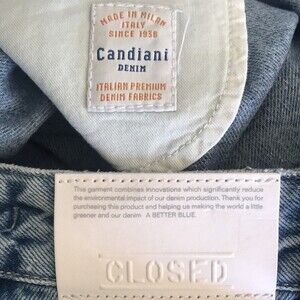 MADE IN MILAN
ITALY
SINCE 1938
Candiani
DENIM
ITALIAN PREMIUM
DENIM FABRICS
This garment combines innovations which significantly reduce
the environmental impact of our denim production. Thank you for
purchasing this product and helping us making the world a little
greener and our denim A BETTER BLUE.
CLOSED